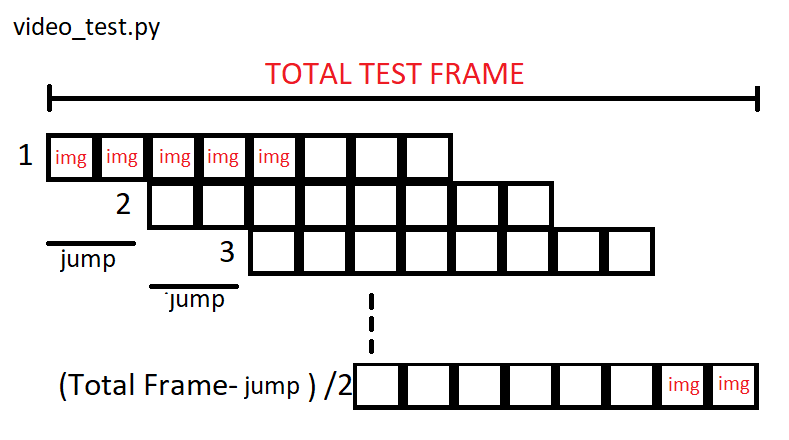 video_test.py
TOTAL TEST FRAME
1 img img img img img
2
jump
3
jump
(Total Frame- jump ) /2 img img